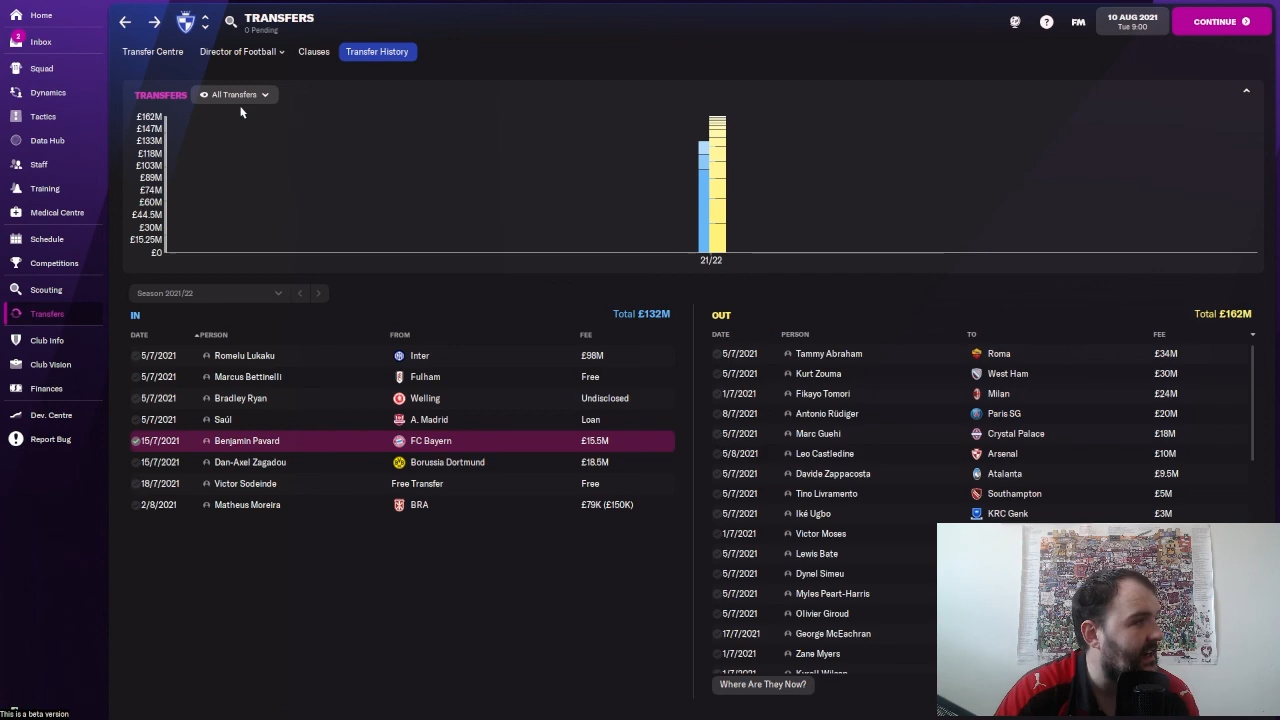 Home
TRANSFERS
0 Pending
10 AUG 2021
Tue 9:00
FM
CONTINUE
2
Inbox
Transfer Centre
Director of Football
Clauses
Transfer History
Squad
Dynamics
Tactics
Data Hub
Staff
Training
Medical Centre
Schedule
Competitions
Scouting
Transfers
Club Info
Club Vision
Finances
Dev. Centre
Report Bug
This is a beta version
TRANSFERS All Transfers
£162M
£147M
£133M
£118M
£103M
£89M
£74M
£60M
£44.5M
£30M
£15.25M
£0
21/22
Season 2021/22
IN Total £132M
DATE PERSON FROM FEE
5/7/2021 Romelu Lukaku Inter £98M
5/7/2021 Marcus Bettinelli Fulham Free
5/7/2021 Bradley Ryan Welling Undisclosed
5/7/2021 Saúl A. Madrid Loan
15/7/2021 Benjamin Pavard FC Bayern £15.5M
15/7/2021 Dan-Axel Zagadou Borussia Dortmund £18.5M
18/7/2021 Victor Sodeinde Free Transfer Free
2/8/2021 Matheus Moreira BRA £79K (£150K)
OUT Total £162M
DATE PERSON TO FEE
5/7/2021 Tammy Abraham Roma £34M
5/7/2021 Kurt Zouma West Ham £30M
1/7/2021 Fikayo Tomori Milan £24M
8/7/2021 Antonio Rüdiger Paris SG £20M
5/7/2021 Marc Guehi Crystal Palace £18M
5/8/2021 Leo Castledine Arsenal £10M
5/7/2021 Davide Zappacosta Atalanta £9.5M
5/7/2021 Tino Livramento Southampton £5M
5/7/2021 Iké Ugbo KRC Genk £3M
1/7/2021 Victor Moses
5/7/2021 Lewis Bate
5/7/2021 Dynel Simeu
5/7/2021 Myles Peart-Harris
5/7/2021 Olivier Giroud
17/7/2021 George McEachran
1/7/2021 Zane Myers
Where Are They Now?